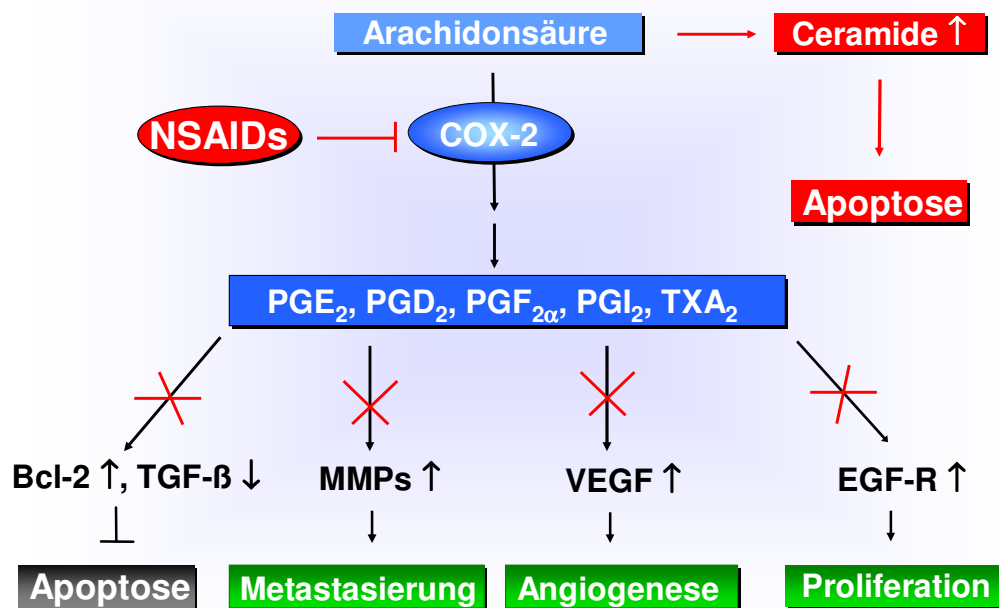 Arachidonsäure
Ceramide ↑
NSAIDs
COX-2
Apoptose
PGE₂, PGD₂, PGF₂α, PGI₂, TXA₂
Bcl-2 ↑, TGF-ß ↓
MMPs ↑
VEGF ↑
EGF-R ↑
Apoptose
Metastasierung
Angiogenese
Proliferation